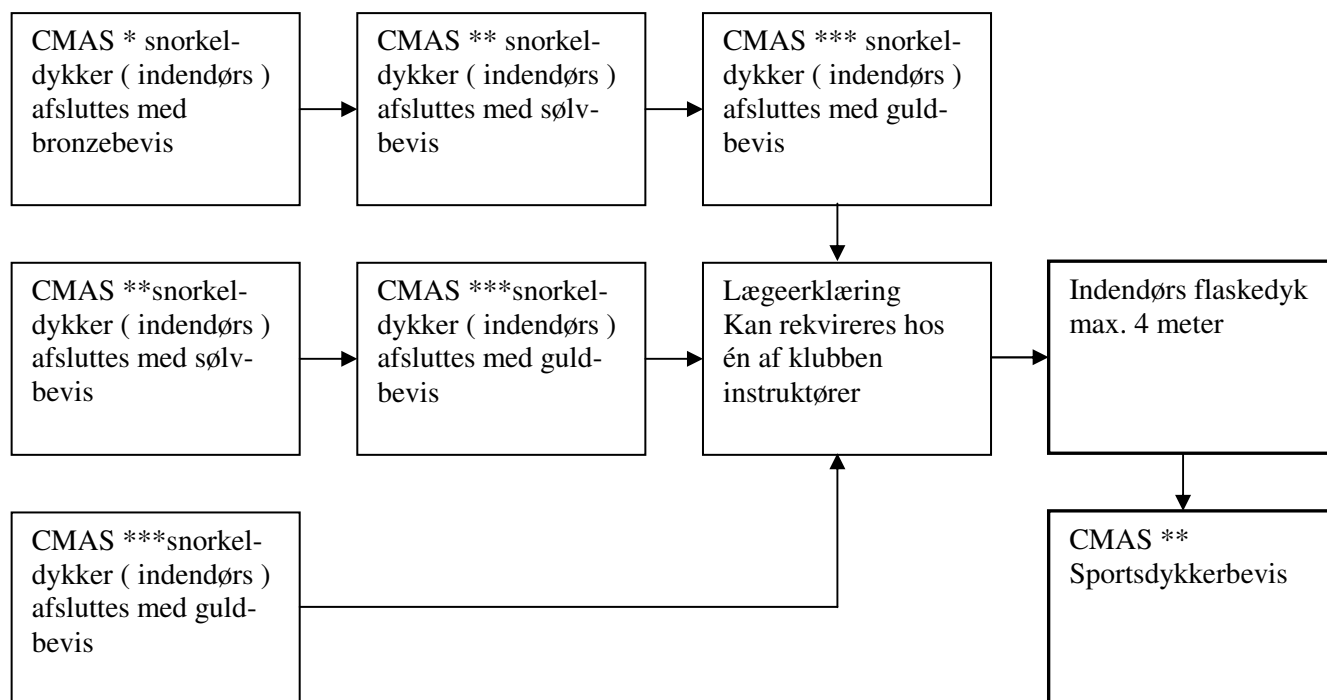 CMAS * snorkel-
dykker ( indendørs )
afsluttes med
bronzebevis
CMAS ** snorkel-
dykker ( indendørs )
afsluttes med sølv-
bevis
CMAS *** snorkel-
dykker ( indendørs )
afsluttes med guld-
bevis
CMAS **snorkel-
dykker ( indendørs )
afsluttes med sølv-
bevis
CMAS ***snorkel-
dykker ( indendørs )
afsluttes med guld-
bevis
Lægeerklæring
Kan rekvireres hos
én af klubben
instruktører
Indendørs flaskedyk
max. 4 meter
CMAS ***snorkel-
dykker ( indendørs )
afsluttes med guld-
bevis
CMAS **
Sportsdykkerbevis